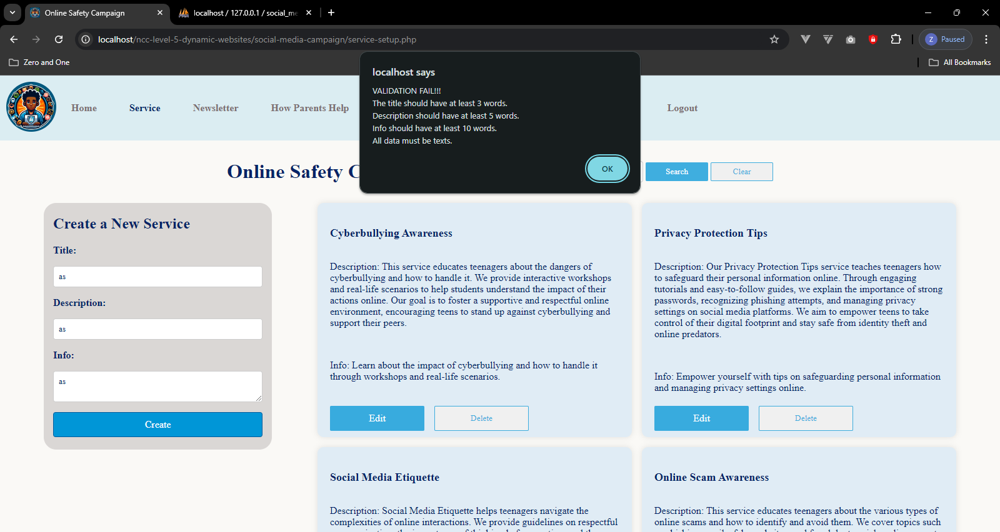 Online Safety Campaign
localhost / 127.0.0.1 / social_me
localhost/ncc-level-5-dynamic-websites/social-media-campaign/service-setup.php
Z Paused
Zero and One
All Bookmarks
localhost says
VALIDATION FAIL!!!
The title should have at least 3 words.
Description should have at least 5 words.
Info should have at least 10 words.
All data must be texts.
OK
Home
Service
Newsletter
How Parents Help
Logout
Online Safety C
Search
Clear
Create a New Service
Title:
as
Description:
as
Info:
as
Create
Cyberbullying Awareness
Description: This service educates teenagers about the dangers of
cyberbullying and how to handle it. We provide interactive workshops
and real-life scenarios to help students understand the impact of their
actions online. Our goal is to foster a supportive and respectful online
environment, encouraging teens to stand up against cyberbullying and
support their peers.
Info: Learn about the impact of cyberbullying and how to handle it
through workshops and real-life scenarios.
Edit
Delete
Privacy Protection Tips
Description: Our Privacy Protection Tips service teaches teenagers how
to safeguard their personal information online. Through engaging
tutorials and easy-to-follow guides, we explain the importance of strong
passwords, recognizing phishing attempts, and managing privacy
settings on social media platforms. We aim to empower teens to take
control of their digital footprint and stay safe from identity theft and
online predators.
Info: Empower yourself with tips on safeguarding personal information
and managing privacy settings online.
Edit
Delete
Social Media Etiquette
Description: Social Media Etiquette helps teenagers navigate the
complexities of online interactions. We provide guidelines on respectful
Online Scam Awareness
Description: This service educates teenagers about the various types of
online scams and how to identify and avoid them. We cover topics such